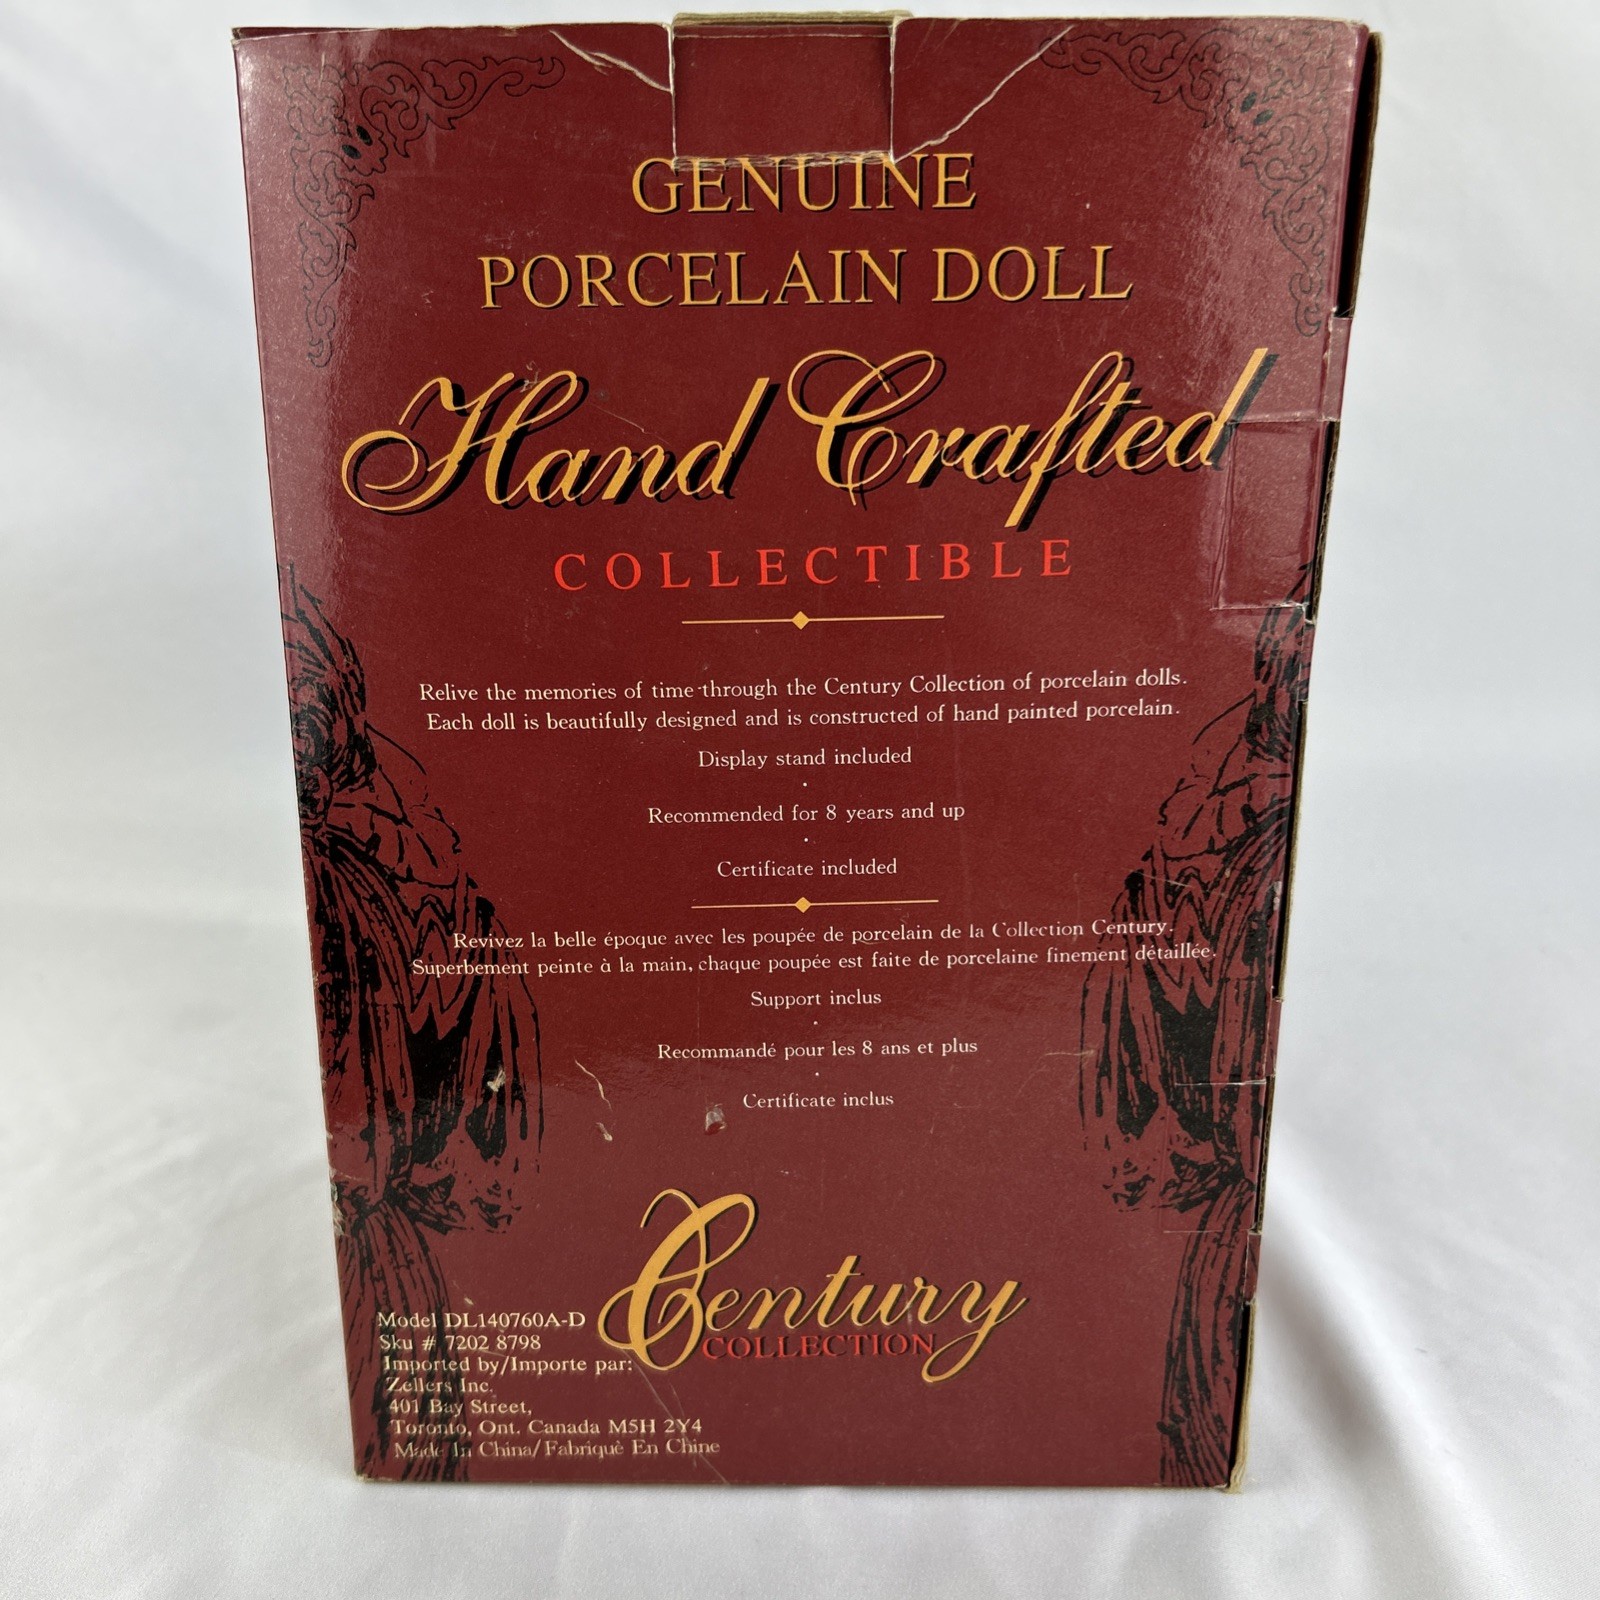 GENUINE
PORCELAIN DOLL
Hand Crafted
COLLECTIBLE
Relive the memories of time through the Century Collection of porcelain dolls.
Each doll is beautifully designed and is constructed of hand painted porcelain.
Display stand included
Recommended for 8 years and up
Certificate included
Revivez la belle époque avec les poupée de porcelain de la Collection Century.
Superbement peinte à la main, chaque poupée est faite de porcelaine finement détaillée.
Support inclus
Recommandé pour les 8 ans et plus
Certificate inclus
Century
COLLECTION
Model DL140760A-D
Sku # 7202 8798
Imported by/Importe par:
Zellers Inc.
401 Bay Street,
Toronto, Ont. Canada M5H 2Y4
Made In China/Fabriquè En Chine